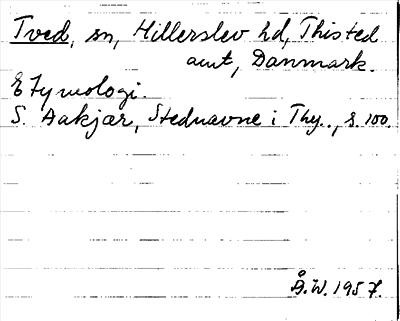 Tved, sn, Hillerslev hd, Thisted
amt, Danmark.
Etymologi.
S. Aakjær, Stednavne i Thy., s. 100.
Å.W. 1957.